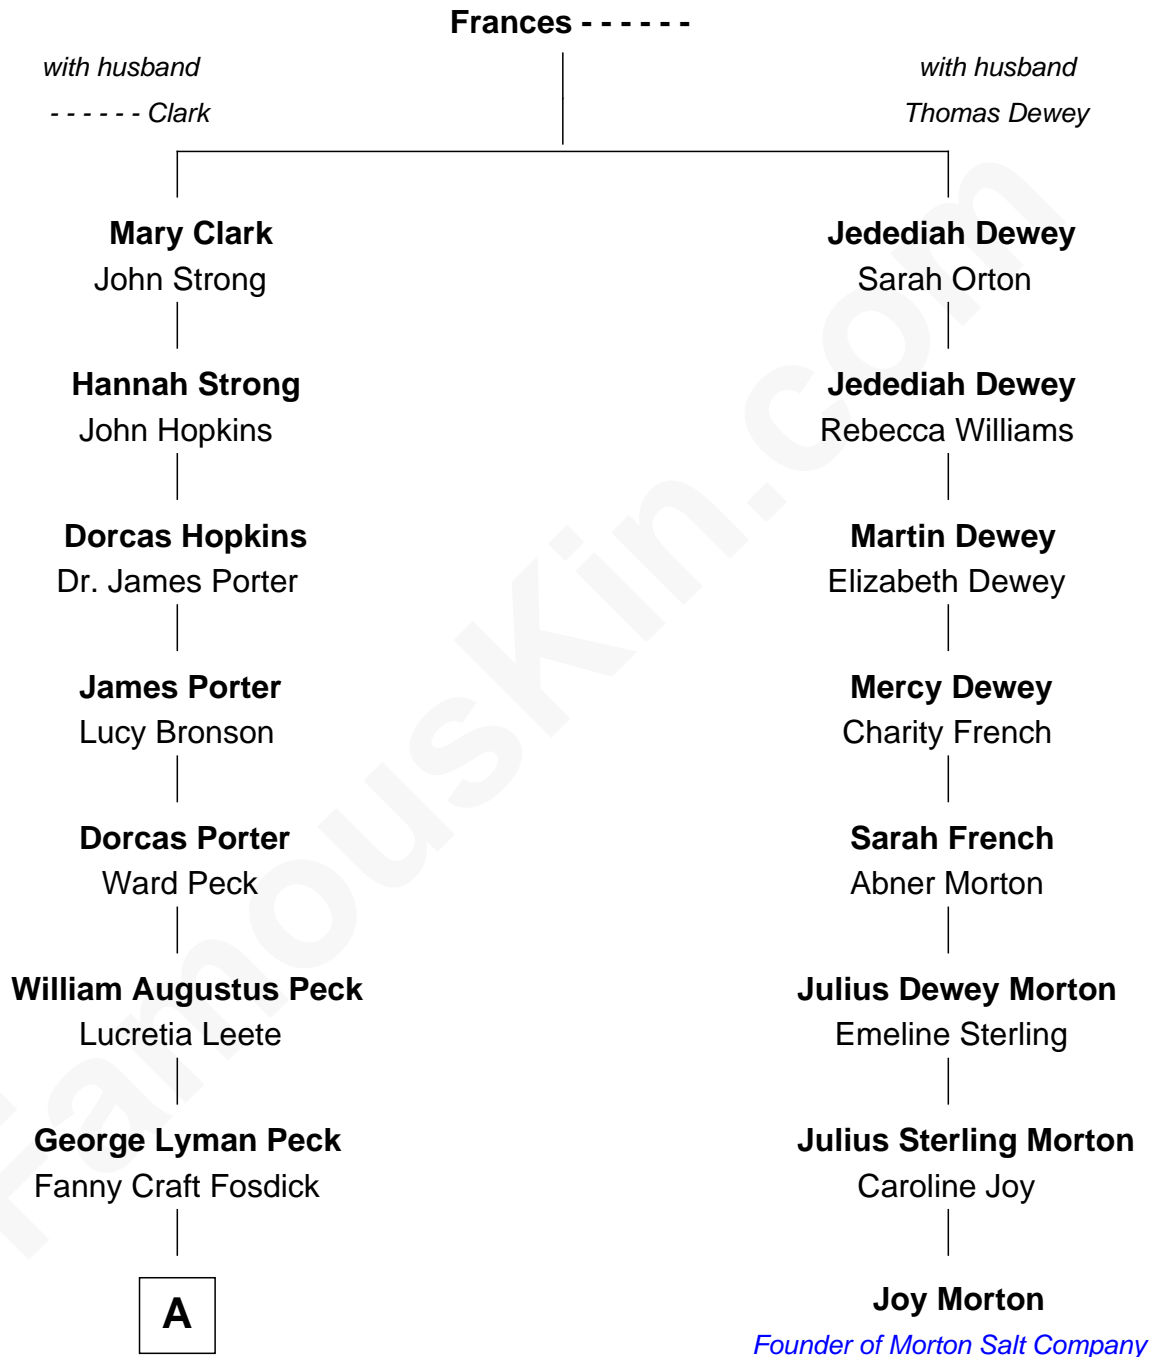 Frances - - - - - -
with husband
- - - - - - Clark
with husband
Thomas Dewey
Mary Clark
John Strong
Jedediah Dewey
Sarah Orton
Hannah Strong
John Hopkins
Jedediah Dewey
Rebecca Williams
Dorcas Hopkins
Dr. James Porter
Martin Dewey
Elizabeth Dewey
James Porter
Lucy Bronson
Mercy Dewey
Charity French
Dorcas Porter
Ward Peck
Sarah French
Abner Morton
William Augustus Peck
Lucretia Leete
Julius Dewey Morton
Emeline Sterling
George Lyman Peck
Fanny Craft Fosdick
Julius Sterling Morton
Caroline Joy
A
Joy Morton
Founder of Morton Salt Company
FamousKin.com